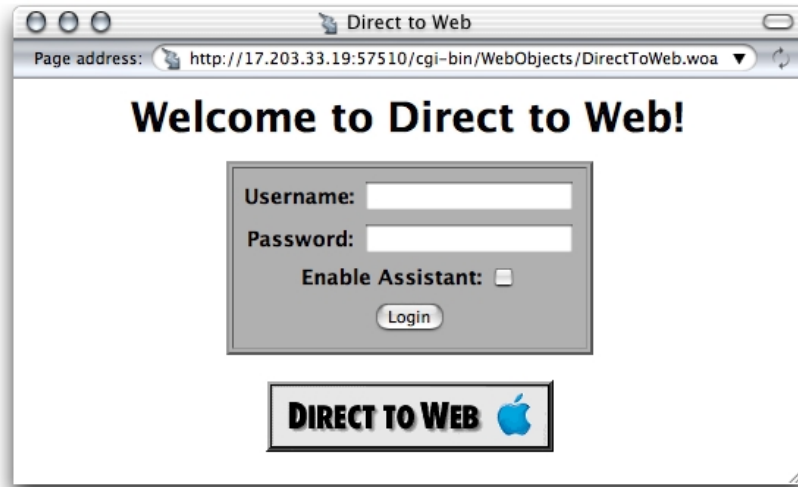 Direct to Web
Page address: http://17.203.33.19:57510/cgi-bin/WebObjects/DirectToWeb.woa
Welcome to Direct to Web!
Username:
Password:
Enable Assistant:
Login
DIRECT TO WEB